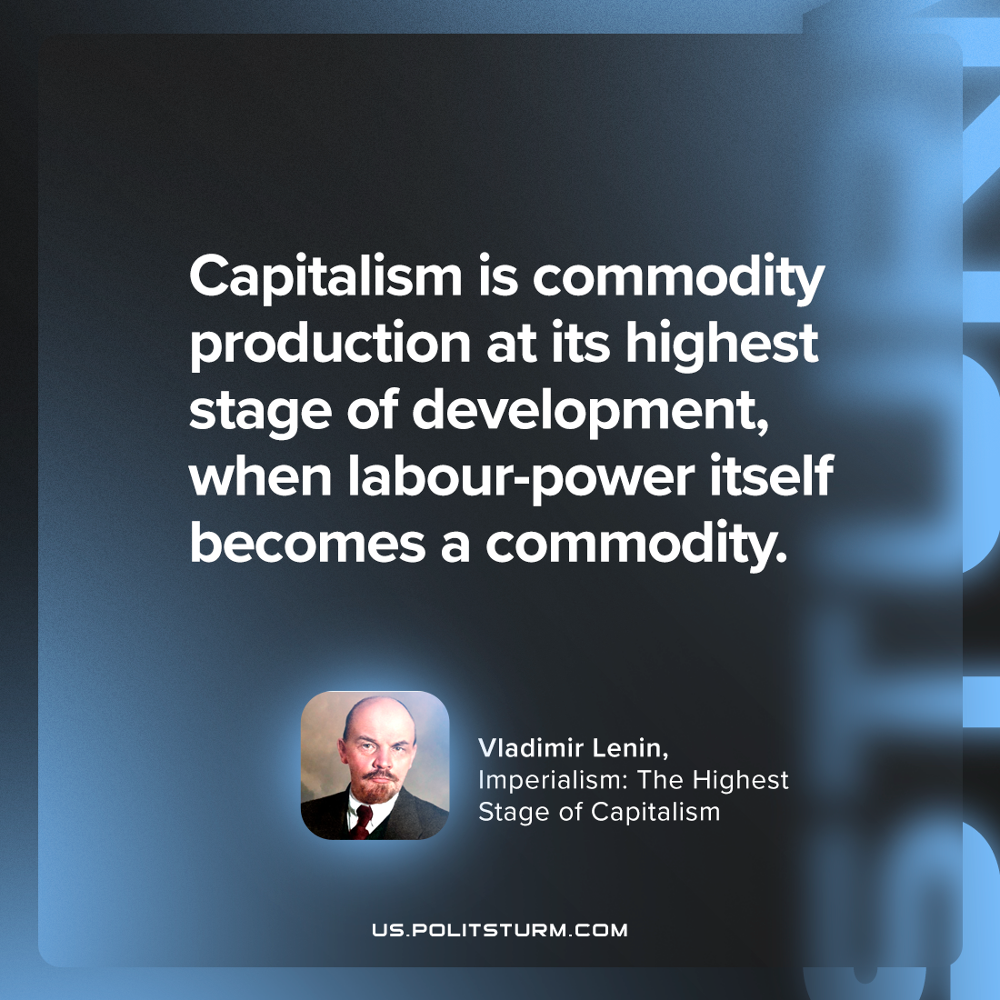 Capitalism is commodity
production at its highest
stage of development,
when labour-power itself
becomes a commodity.
Vladimir Lenin,
Imperialism: The Highest
Stage of Capitalism
US.POLITSTURM.COM